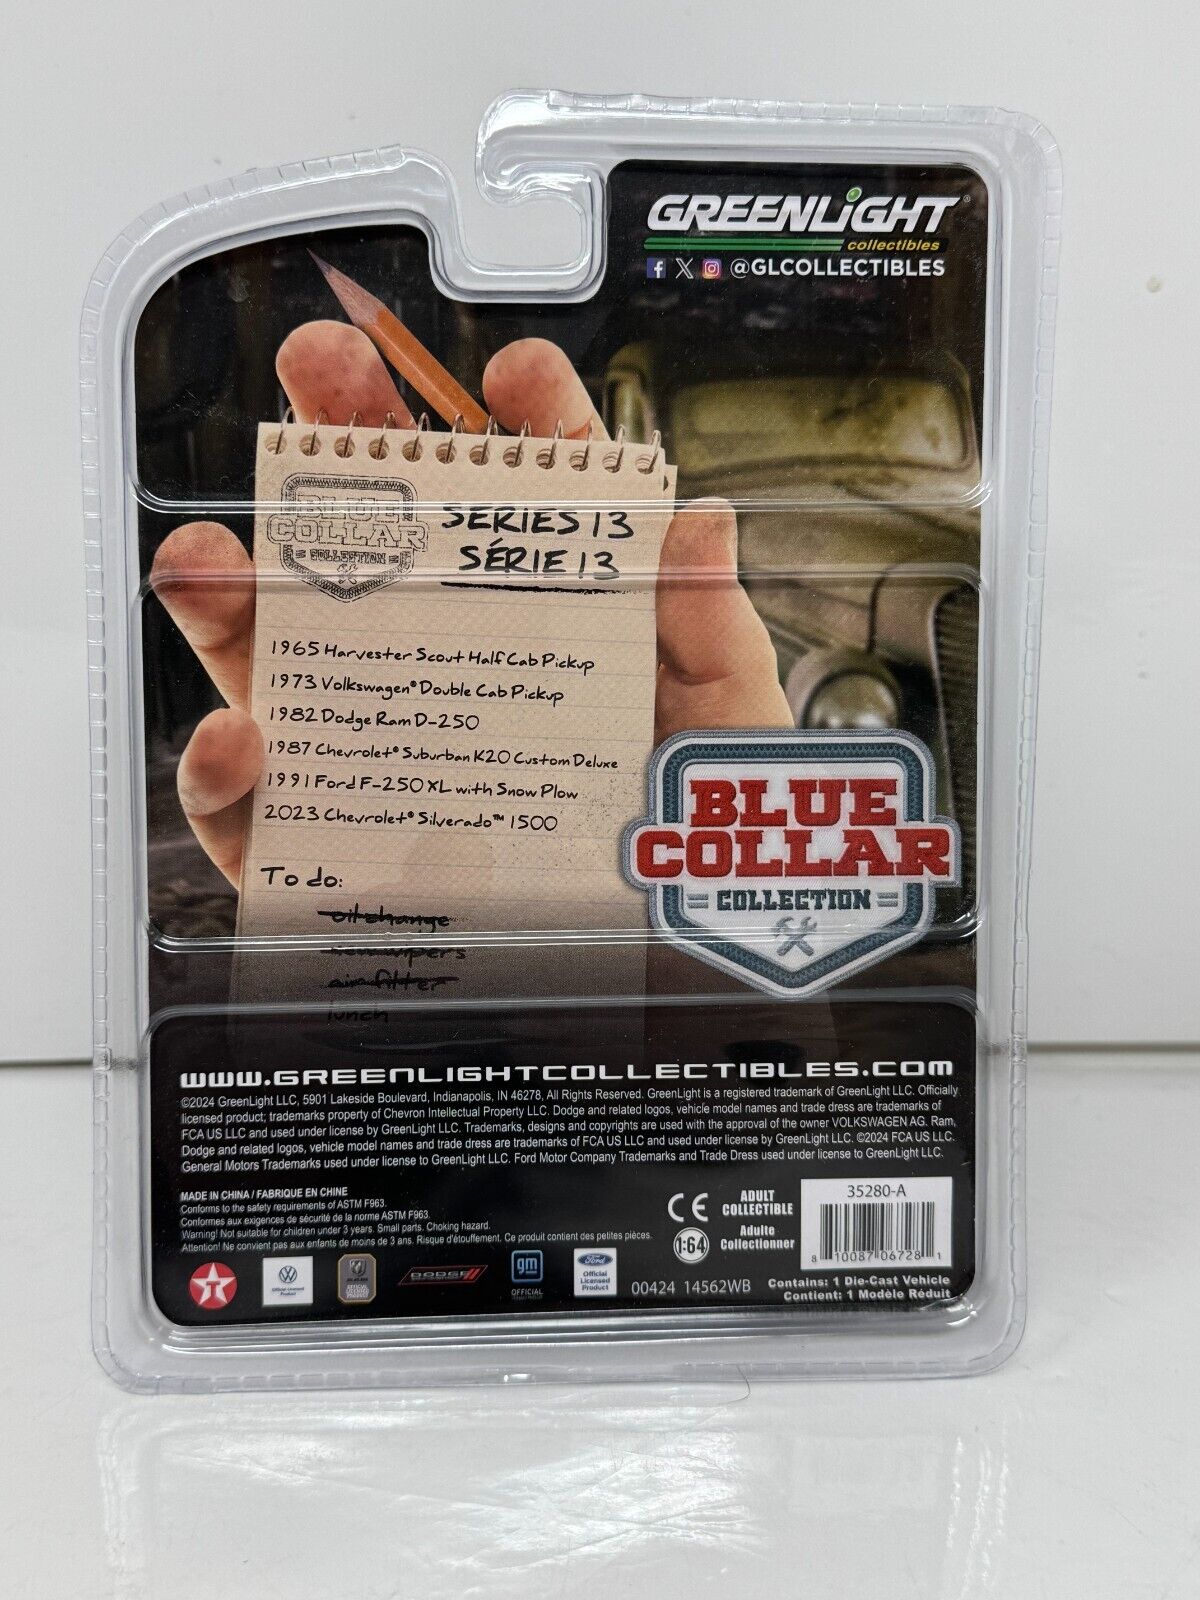 GREENLiGHT®
collectibles
@GLCOLLECTIBLES
BLUE
COLLAR
COLLECTION
SERIES 13
SÉRIE 13
1965 Harvester Scout Half Cab Pickup
1973 Volkswagen® Double Cab Pickup
1982 Dodge Ram D-250
1987 Chevrolet® Suburban K20 Custom Deluxe
1991 Ford F-250 XL with Snow Plow
2023 Chevrolet® Silverado™ 1500
To do:
oil change
wipers
air filter
lunch
BLUE
COLLAR
COLLECTION
WWW.GREENLIGHTCOLLECTIBLES.COM
©2024 GreenLight LLC, 5901 Lakeside Boulevard, Indianapolis, IN 46278, All Rights Reserved. GreenLight is a registered trademark of GreenLight LLC. Officially
licensed product; trademarks property of Chevron Intellectual Property LLC. Dodge and related logos, vehicle model names and trade dress are trademarks of
FCA US LLC and used under license by GreenLight LLC. Trademarks, designs and copyrights are used with the approval of the owner VOLKSWAGEN AG. Ram,
Dodge and related logos, vehicle model names and trade dress are trademarks of FCA US LLC and used under license by GreenLight LLC. ©2024 FCA US LLC.
General Motors Trademarks used under license to GreenLight LLC. Ford Motor Company Trademarks and Trade Dress used under license to GreenLight LLC.
MADE IN CHINA / FABRIQUE EN CHINE
Conforms to the safety requirements of ASTM F963.
Conformes aux exigences de sécurité de la norme ASTM F963.
Warning! Not suitable for children under 3 years. Small parts. Choking hazard.
Attention! Ne convient pas aux enfants de moins de 3 ans. Risque d'étouffement. Ce produit contient des petites pièces.
CE
ADULT
COLLECTIBLE
1:64
Adulte
Collectionner
35280-A
8 10087 06728 1
DODGE
gm
OFFICIAL
Ford
Official
Licensed
Product
00424 14562WB
Contains: 1 Die-Cast Vehicle
Contient: 1 Modèle Réduit